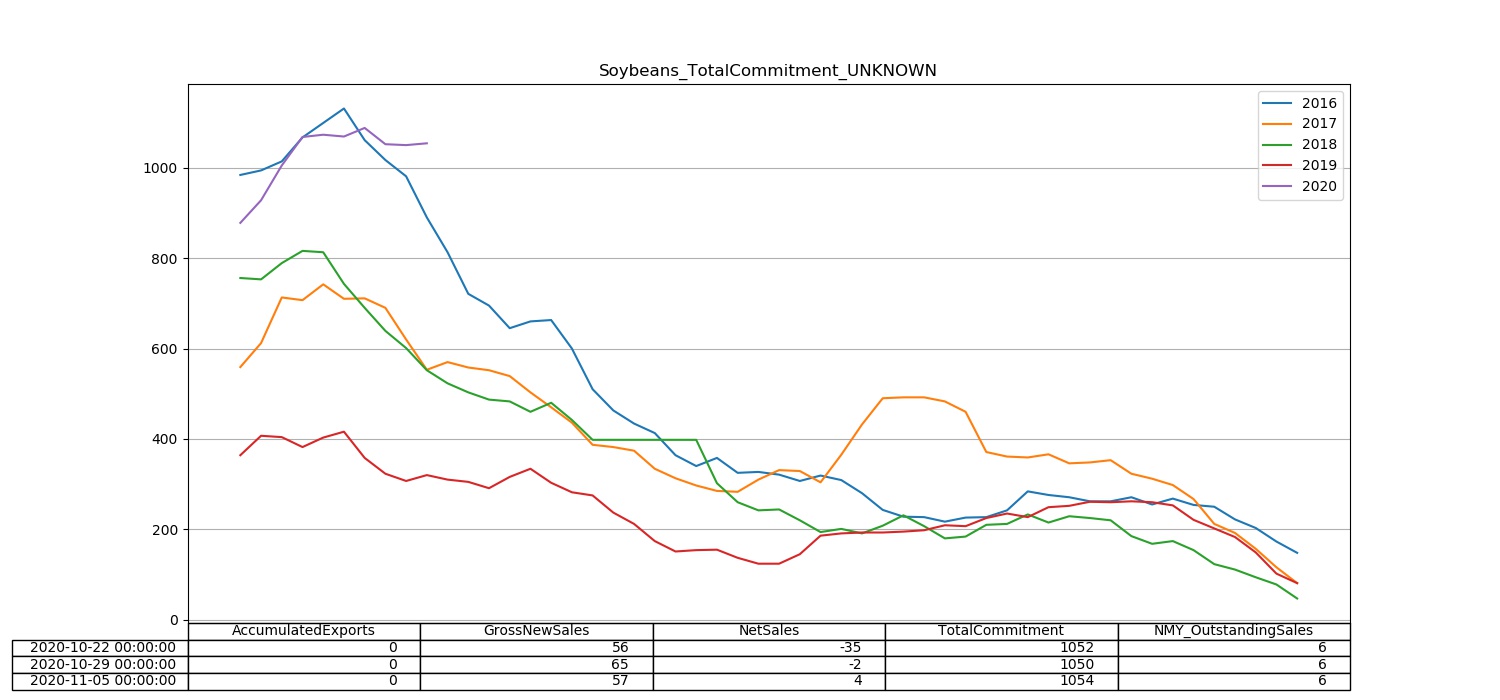 Soybeans_TotalCommitment_UNKNOWN
2016
2017
2018
2019
2020
1000
800
600
400
200
0
AccumulatedExports GrossNewSales NetSales TotalCommitment NMY_OutstandingSales
2020-10-22 00:00:00 0 56 -35 1052 6
2020-10-29 00:00:00 0 65 -2 1050 6
2020-11-05 00:00:00 0 57 4 1054 6